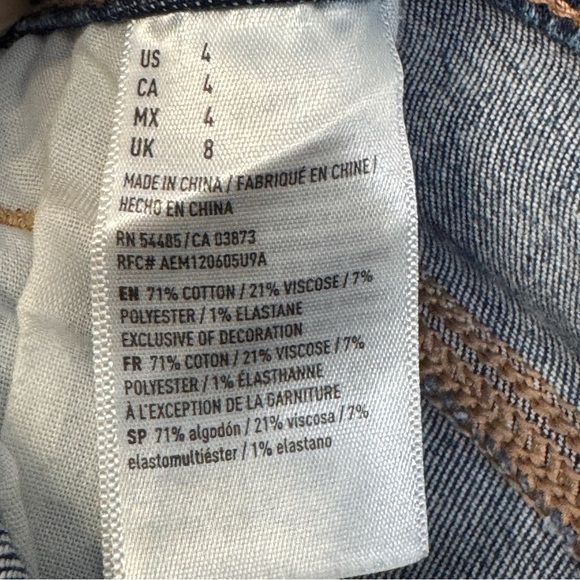 US 4
CA 4
MX 4
UK 8
MADE IN CHINA / FABRIQUÉ EN CHINE /
HECHO EN CHINA
RN 54485 / CA 03873
RFC# AEM120605U9A
EN 71% COTTON / 21% VISCOSE / 7%
POLYESTER / 1% ELASTANE
EXCLUSIVE OF DECORATION
FR 71% COTON / 21% VISCOSE / 7%
POLYESTER / 1% ÉLASTHANNE
À L'EXCEPTION DE LA GARNITURE
SP 71% algodón / 21% viscosa / 7%
elastomultiéster / 1% elastano